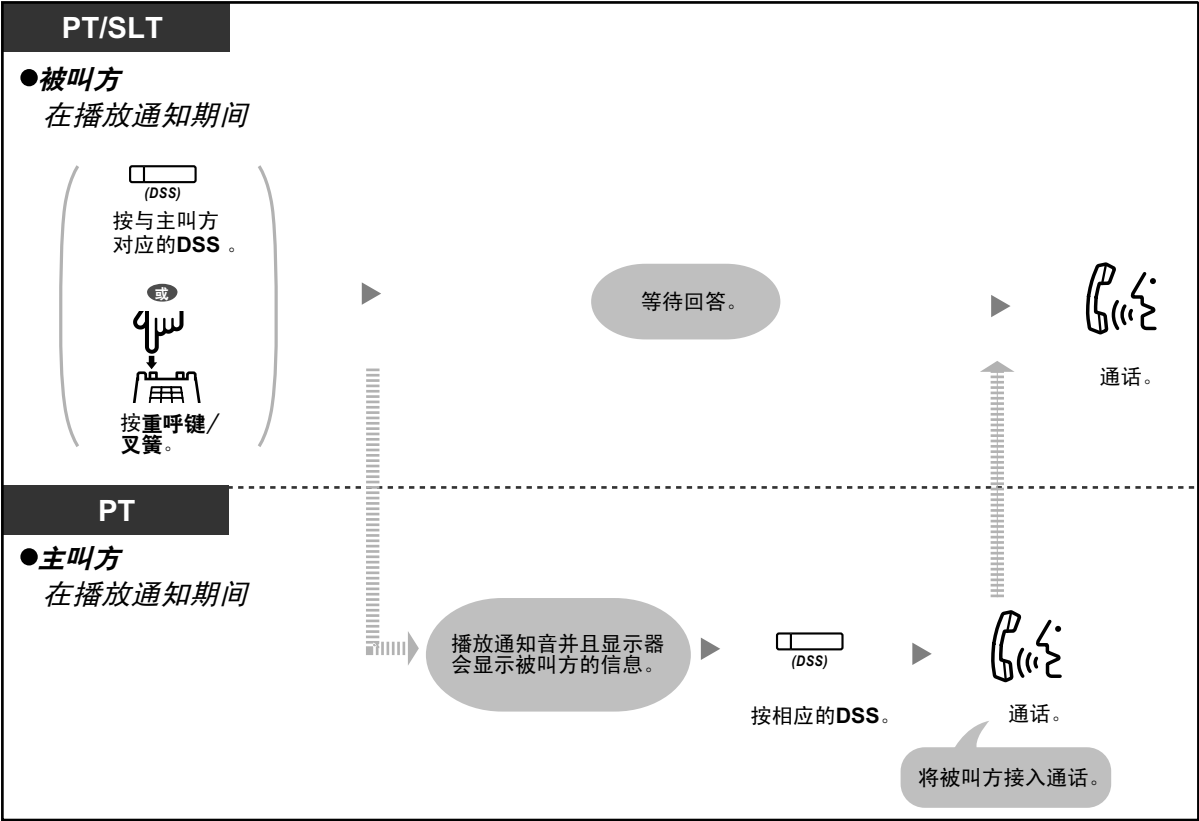 PT/SLT
●被叫方
在播放通知期间
(DSS)
按与主叫方
对应的DSS 。
或
按重呼键/
叉簧。
等待回答。
通话。
PT
●主叫方
在播放通知期间
播放通知音并且显示器
会显示被叫方的信息。
(DSS)
按相应的DSS。
通话。
将被叫方接入通话。